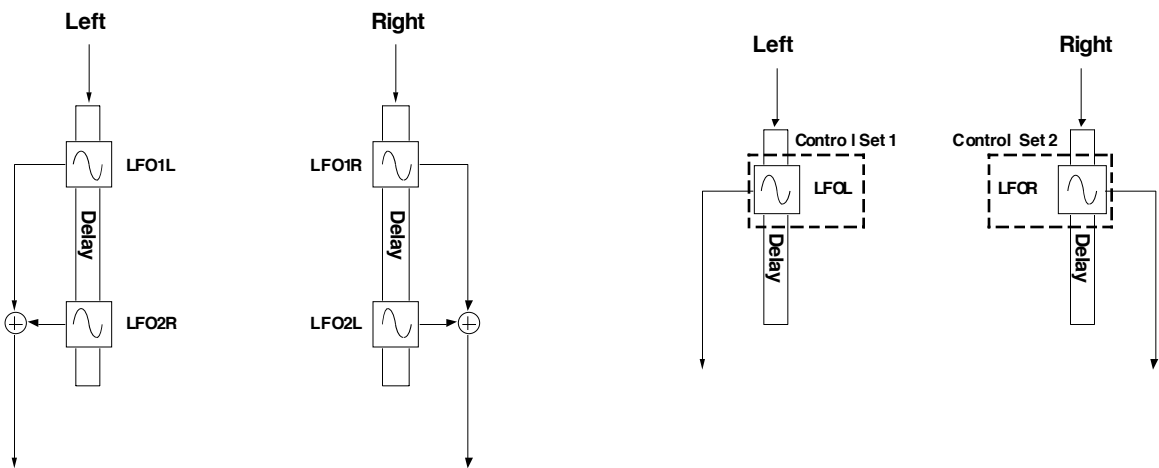 Left
Right
LFO1L
LFO1R
Delay
Delay
LFO2R
LFO2L
Left
Right
Control Set 1
Control Set 2
LFOL
LFOR
Delay
Delay